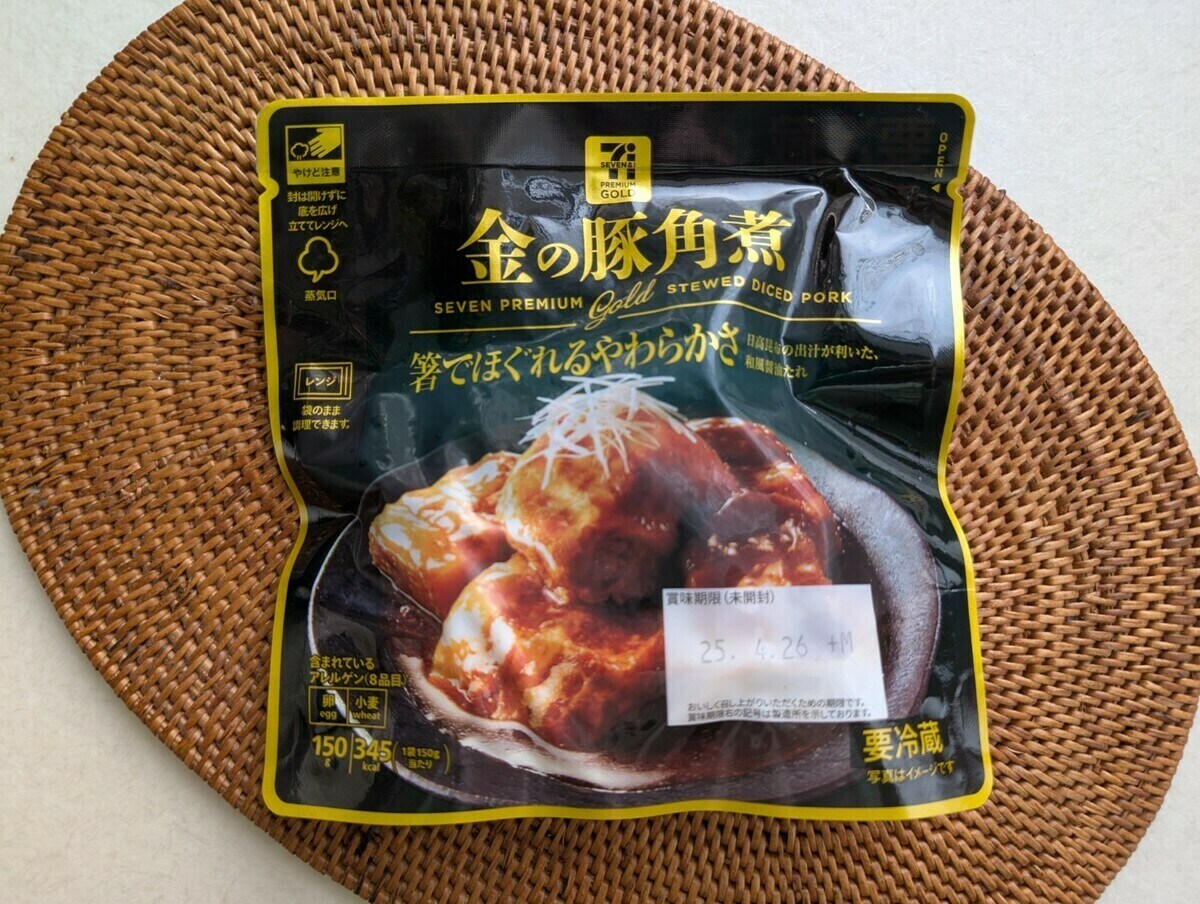 やけど注意
封は開けずに
底を広げ
立ててレンジへ
蒸気口
レンジ
袋のまま
調理できます。
OPEN
SEVEN&i
PREMIUM
GOLD
金の豚角煮
SEVEN PREMIUM Gold STEWED DICED PORK
箸でほぐれるやわらかさ
日高昆布の出汁が利いた、
和風醤油たれ
賞味期限(未開封)
25. 4.26 +M
おいしく召し上がりいただくための期限です。
賞味期限右の記号は製造所を示しております。
含まれている
アレルゲン(8品目)
卵 小麦
egg wheat
150g 345kcal (1袋150g当たり)
要冷蔵
写真はイメージです